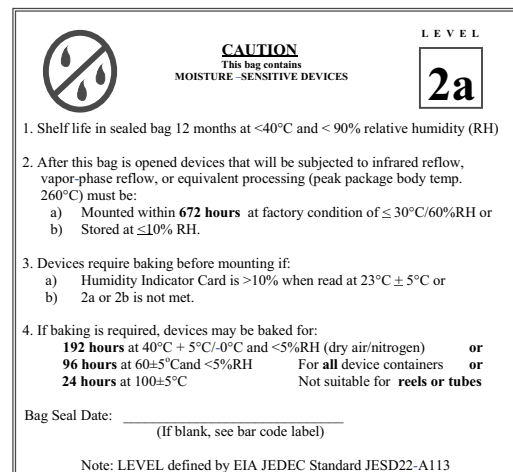 LEVEL
CAUTION
This bag contains
MOISTURE –SENSITIVE DEVICES
2a
1. Shelf life in sealed bag 12 months at <40°C and < 90% relative humidity (RH)
2. After this bag is opened devices that will be subjected to infrared reflow,
vapor-phase reflow, or equivalent processing (peak package body temp.
260°C) must be:
a) Mounted within 672 hours at factory condition of ≤ 30°C/60%RH or
b) Stored at ≤10% RH.
3. Devices require baking before mounting if:
a) Humidity Indicator Card is >10% when read at 23°C ± 5°C or
b) 2a or 2b is not met.
4. If baking is required, devices may be baked for:
192 hours at 40°C + 5°C/-0°C and <5%RH (dry air/nitrogen) or
96 hours at 60±5°Cand <5%RH For all device containers or
24 hours at 100±5°C Not suitable for reels or tubes
Bag Seal Date: ______________________________
(If blank, see bar code label)
Note: LEVEL defined by EIA JEDEC Standard JESD22-A113